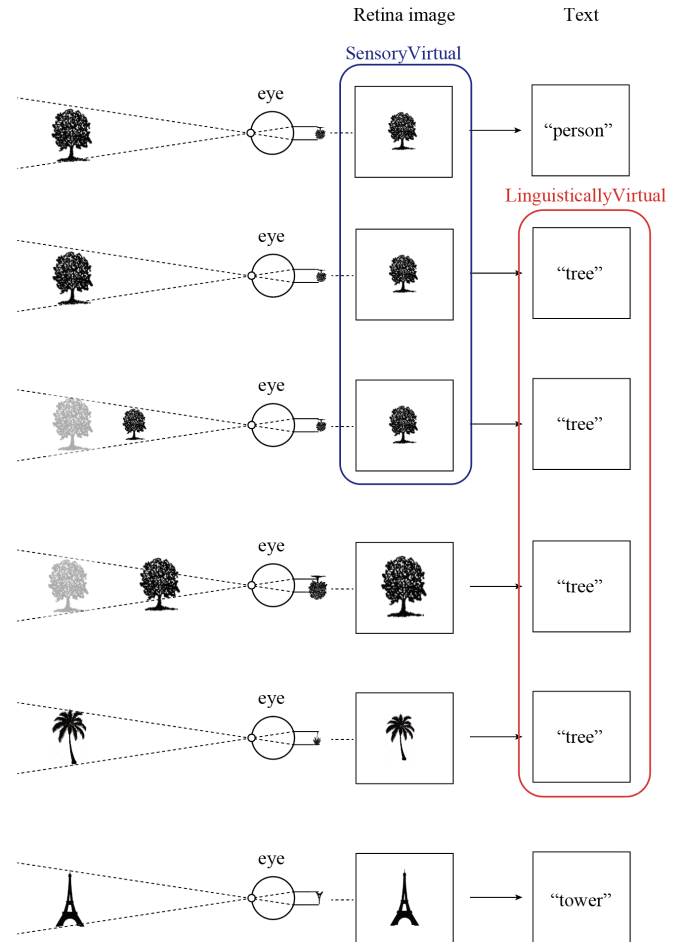 Retina image Text
SensoryVirtual
eye
“person”
LinguisticallyVirtual
eye
“tree”
eye
“tree”
eye
“tree”
eye
“tree”
eye
“tower”